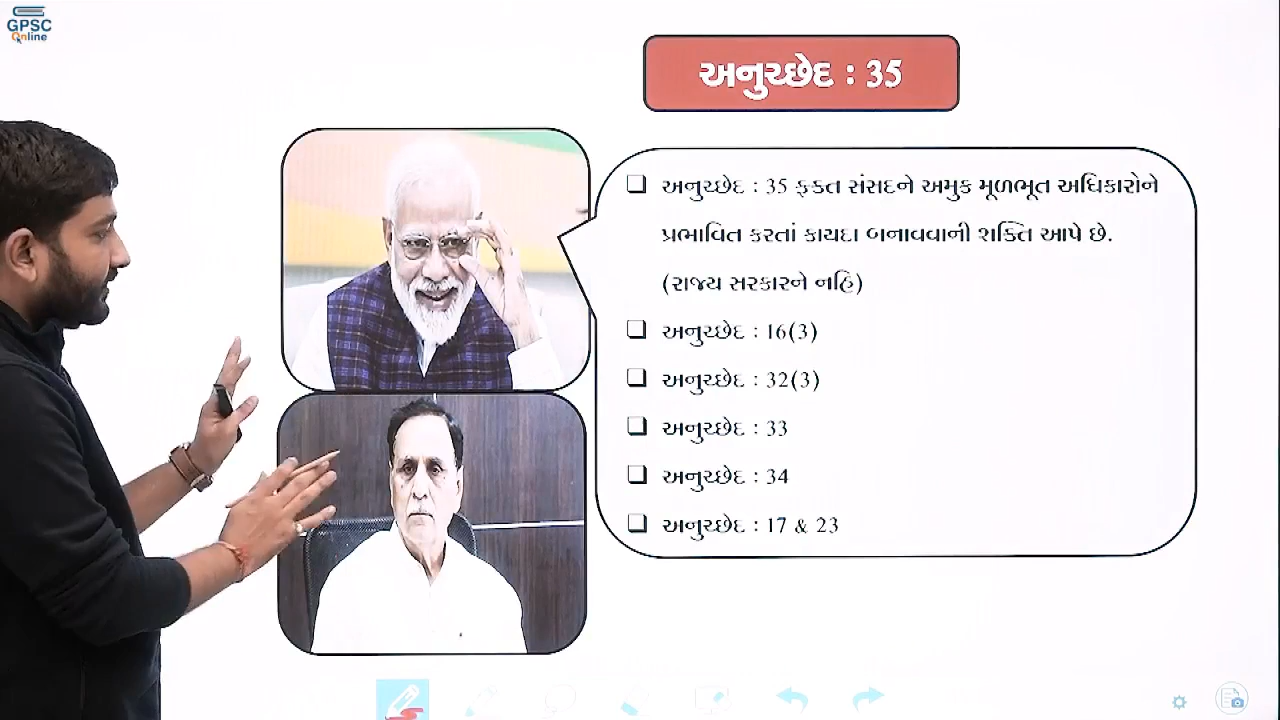 GPSC
Online
અનુચ્છેદ : 35
અનુચ્છેદ : 35 ફક્ત સંસદને અમુક મૂળભૂત અધિકારોને
પ્રભાવિત કરતાં કાયદા બનાવવાની શક્તિ આપે છે.
(રાજ્ય સરકારને નહિ)
અનુચ્છેદ : 16(3)
અનુચ્છેદ : 32(3)
અનુચ્છેદ : 33
અનુચ્છેદ : 34
અનુચ્છેદ : 17 & 23